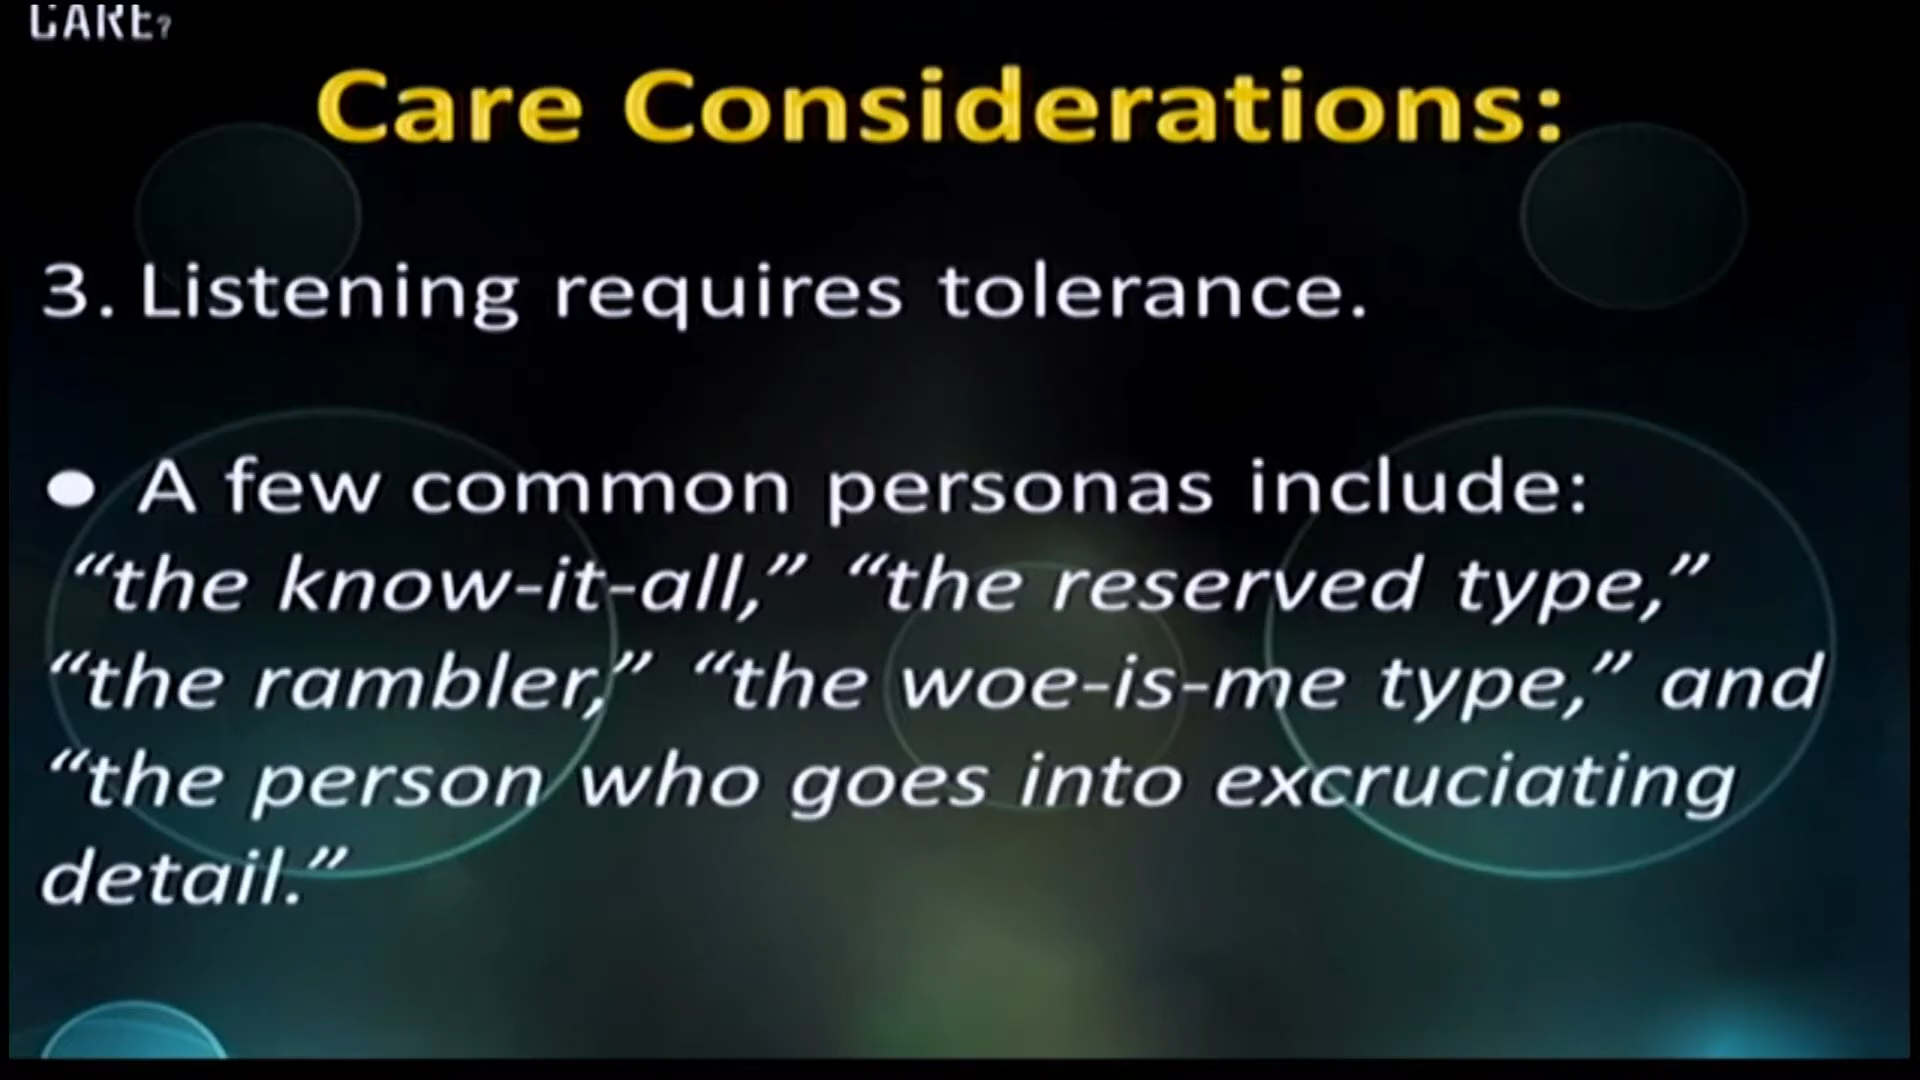 CARE?
Care Considerations:
3. Listening requires tolerance.
● A few common personas include:
“the know-it-all,” “the reserved type,”
“the rambler,” “the woe-is-me type,” and
“the person who goes into excruciating
detail.”